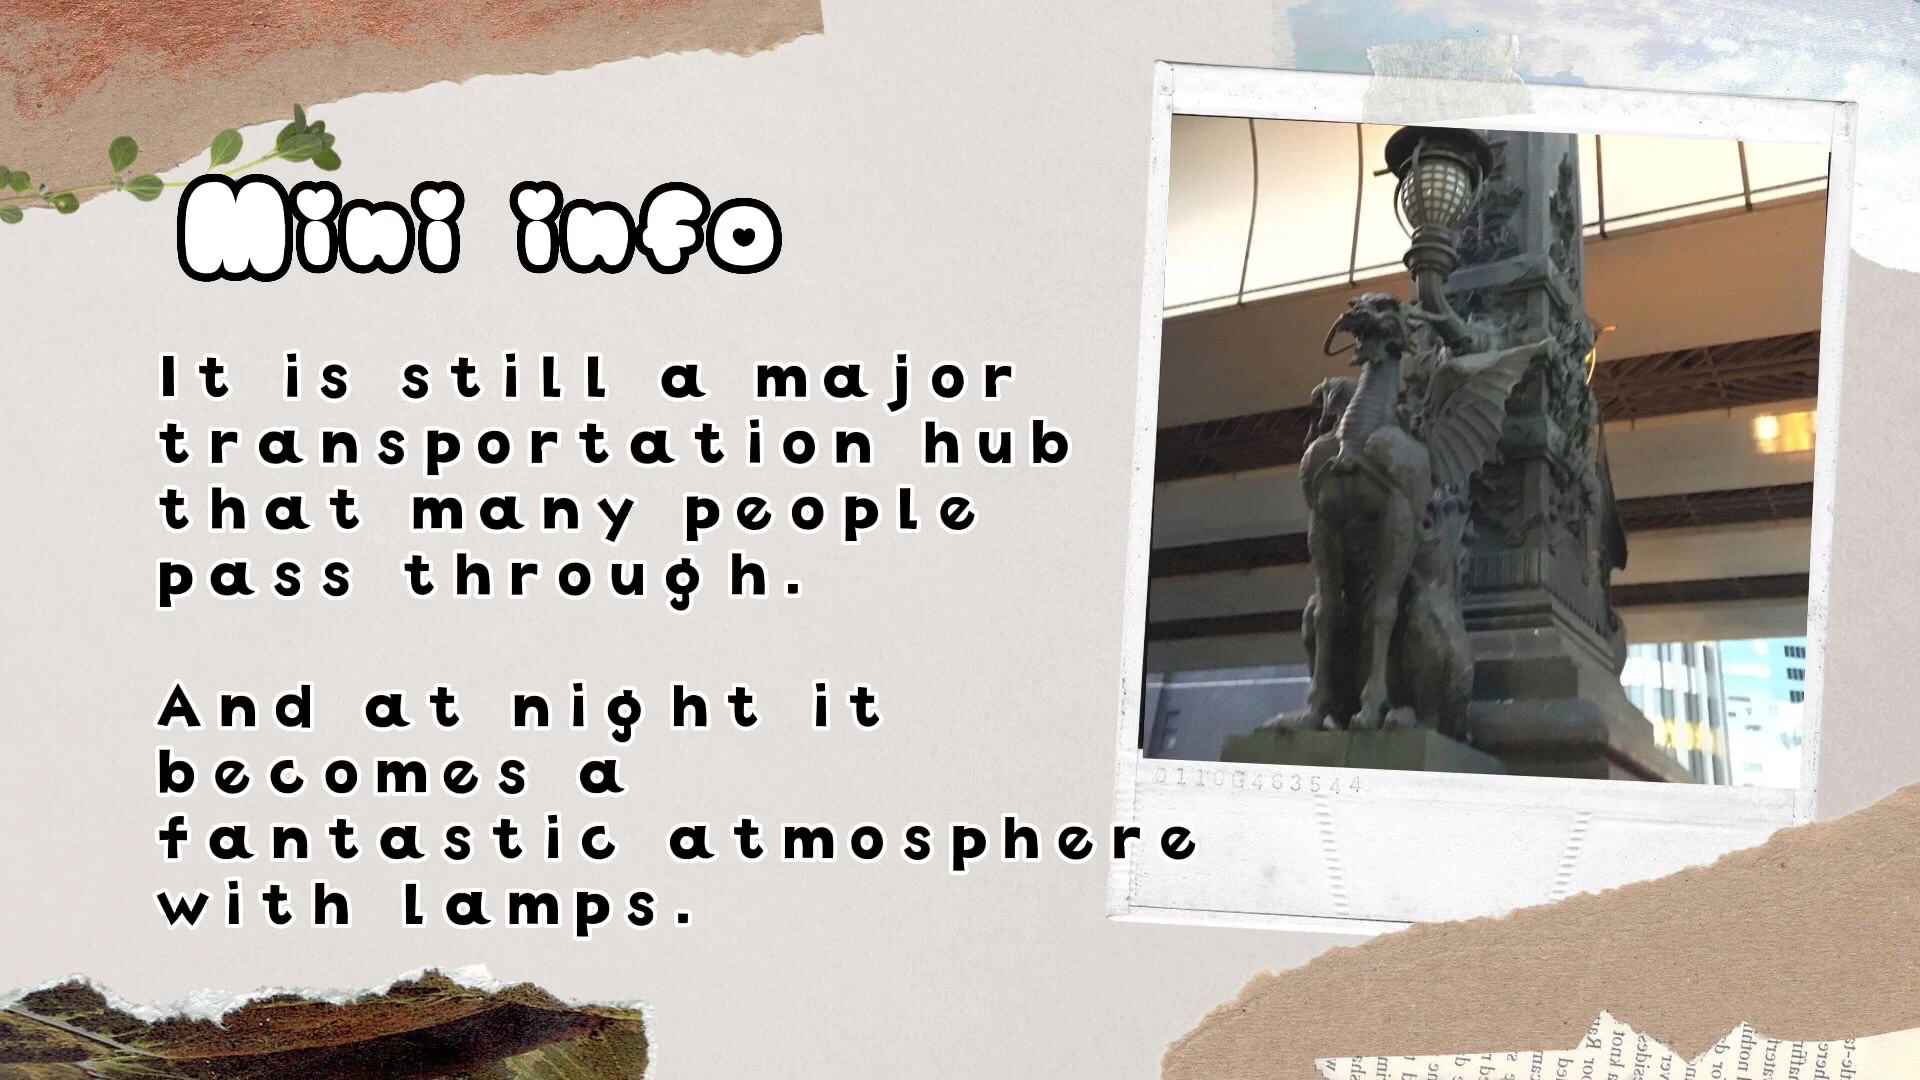 Mini info
It is still a major
transportation hub
that many people
pass through.
And at night it
becomes a
fantastic atmosphere
with lamps.
0110G463544